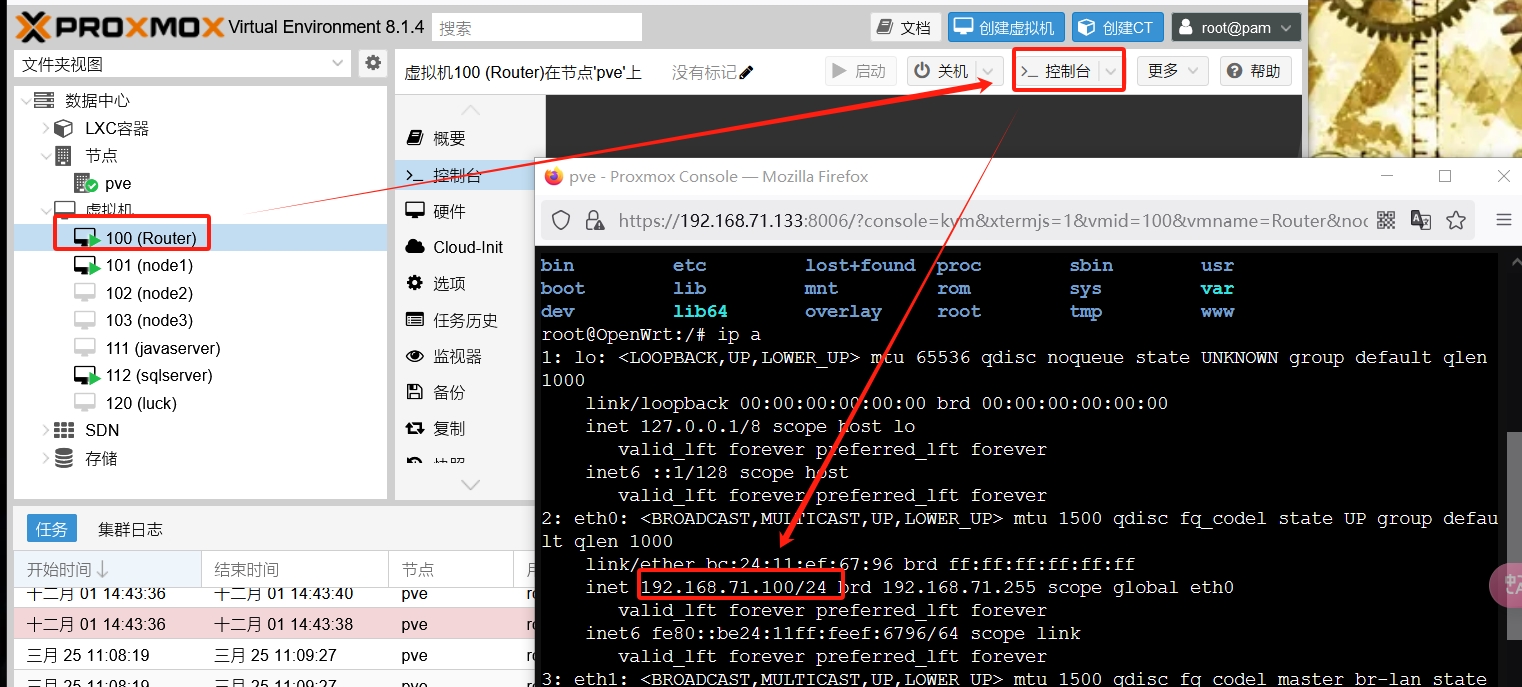 PROXMOX Virtual Environment 8.1.4 搜索 文档 创建虚拟机 创建CT root@pam
文件夹视图
虚拟机100 (Router)在节点'pve'上 没有标记 启动 关机 控制台 更多 帮助
数据中心
LXC容器
节点
pve
虚拟机
100 (Router)
101 (node1)
102 (node2)
103 (node3)
111 (javaserver)
112 (sqlserver)
120 (luck)
SDN
存储
概要
控制台
硬件
Cloud-Init
选项
任务历史
监视器
备份
复制
快照
pve - Proxmox Console — Mozilla Firefox
https://192.168.71.133:8006/?console=kvm&xtermjs=1&vmid=100&vmname=Router&noc
bin etc lost+found proc sbin usr
boot lib mnt rom sys var
dev lib64 overlay root tmp www
root@OpenWrt:/# ip a
1: lo: <LOOPBACK,UP,LOWER_UP> mtu 65536 qdisc noqueue state UNKNOWN group default qlen
1000
link/loopback 00:00:00:00:00:00 brd 00:00:00:00:00:00
inet 127.0.0.1/8 scope host lo
valid_lft forever preferred_lft forever
inet6 ::1/128 scope host
valid_lft forever preferred_lft forever
2: eth0: <BROADCAST,MULTICAST,UP,LOWER_UP> mtu 1500 qdisc fq_codel state UP group defau
lt qlen 1000
link/ether bc:24:11:ef:67:96 brd ff:ff:ff:ff:ff:ff
inet 192.168.71.100/24 brd 192.168.71.255 scope global eth0
valid_lft forever preferred_lft forever
inet6 fe80::be24:11ff:feef:6796/64 scope link
valid_lft forever preferred_lft forever
3: eth1: <BROADCAST,MULTICAST,UP,LOWER_UP> mtu 1500 qdisc fq_codel master br-lan state
任务 集群日志
开始时间 结束时间 节点
十二月 01 14:43:36 十二月 01 14:43:40 pve
十二月 01 14:43:36 十二月 01 14:43:38 pve
三月 25 11:08:19 三月 25 11:09:27 pve
三月 25 11:08:19 三月 25 11:09:27 pve